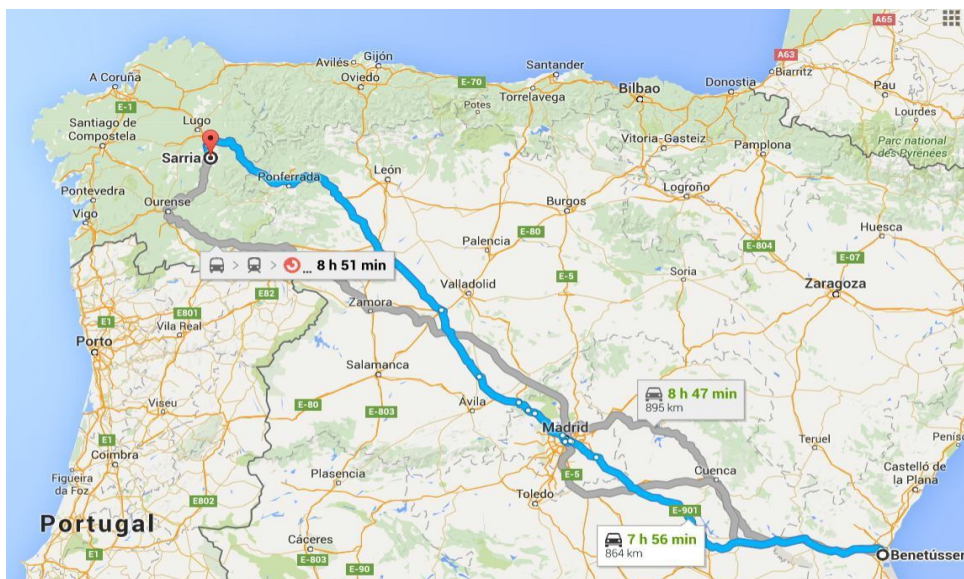 A65
A63
Avilés
Gijón
A Coruña
Oviedo
E-70
Santander
Torrelavega
Bilbao
Donostia
Biarritz
Pau
E-1
Potes
Lourdes
Santiago de
Compostela
Lugo
Vitoria-Gasteiz
Pamplona
Parc national
des Pyrénées
Sarria
León
Ponferrada
Pontevedra
Vigo
Ourense
Logroño
Burgos
Huesca
E-80
Palencia
E-804
E-07
8 h 51 min
E-5
Soria
Zaragoza
E82
Valladolid
Zamora
E801
E1
Vila Real
Porto
Salamanca
8 h 47 min
895 km
E-80
E-803
Ávila
Viseu
Madrid
Teruel
Penís
E1
Coimbra
Cuenca
Castelló de
la Plana
Figueira
da Foz
Plasencia
E-5
E802
Toledo
E-901
Portugal
7 h 56 min
864 km
Benetússer
Cáceres
E1
E-803
E-90